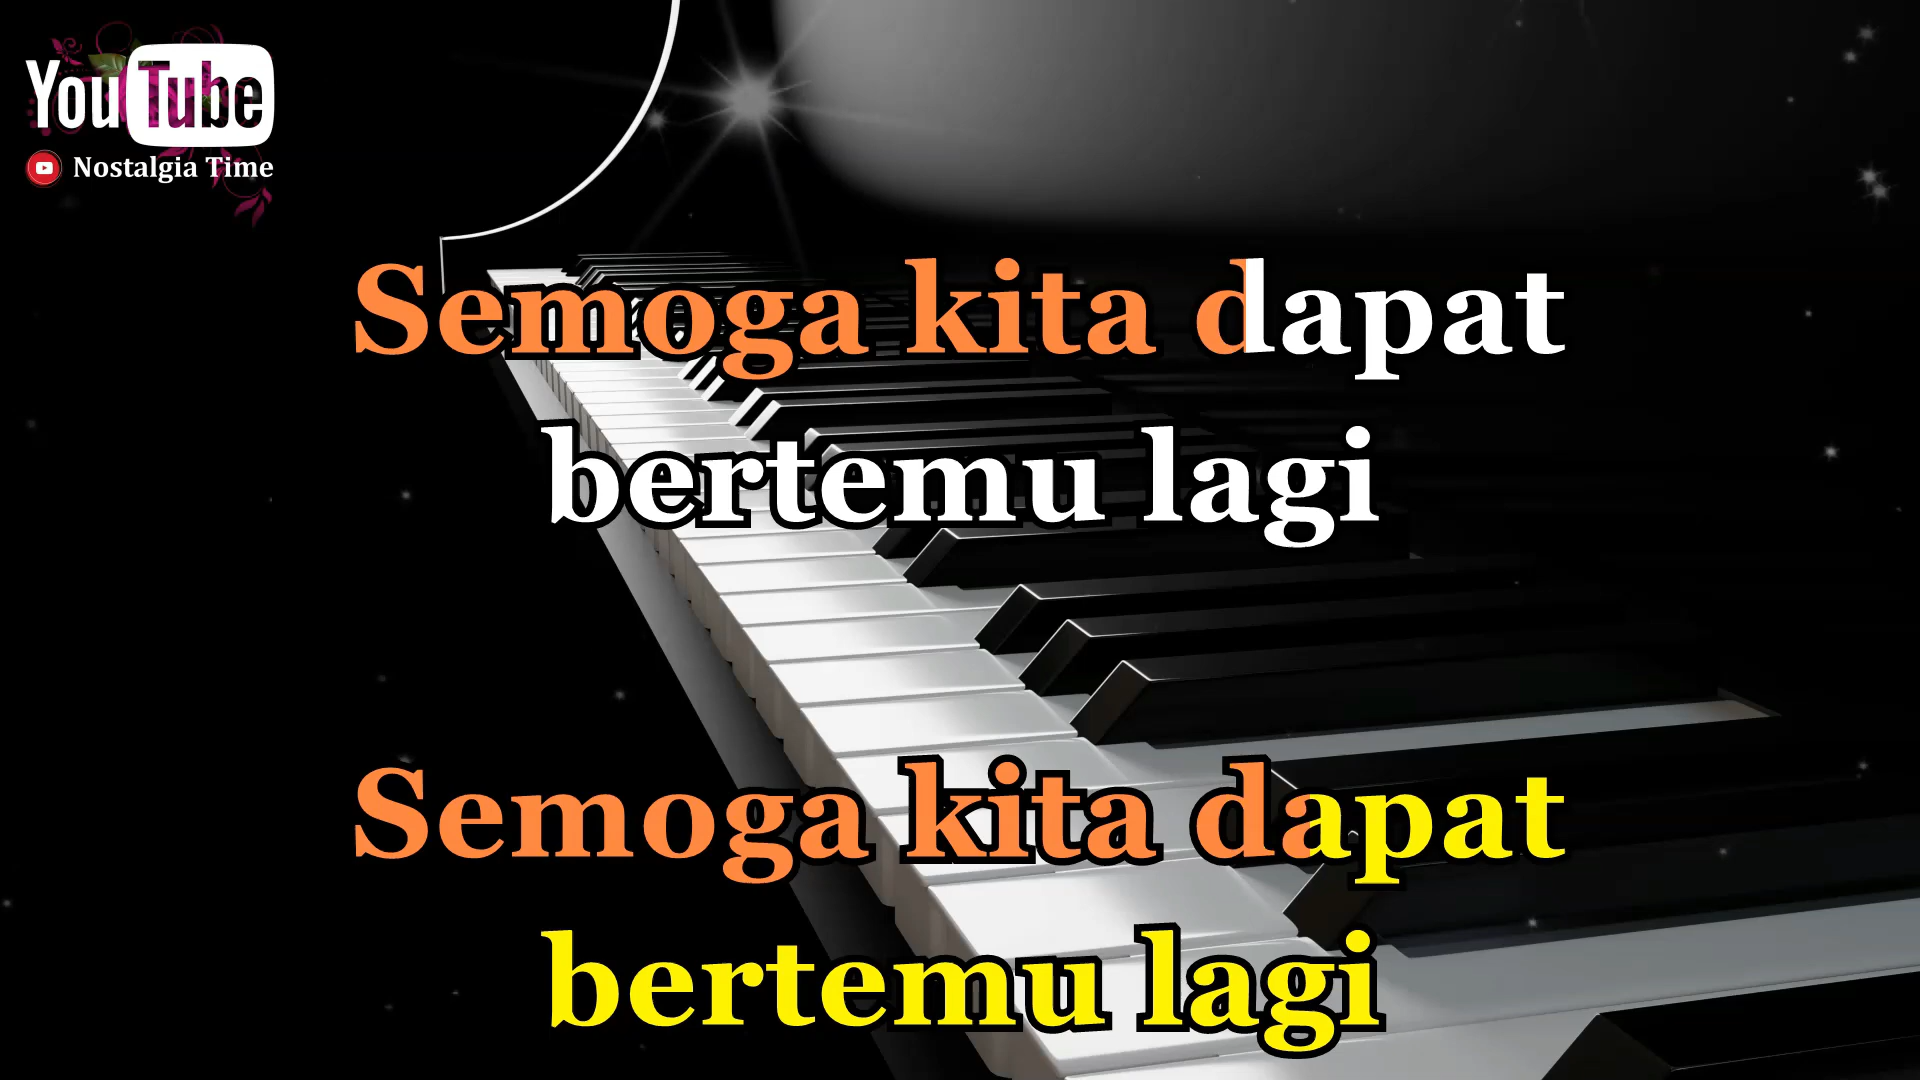 YouTube
Nostalgia Time
Semoga kita dapat
bertemu lagi
Semoga kita dapat
bertemu lagi